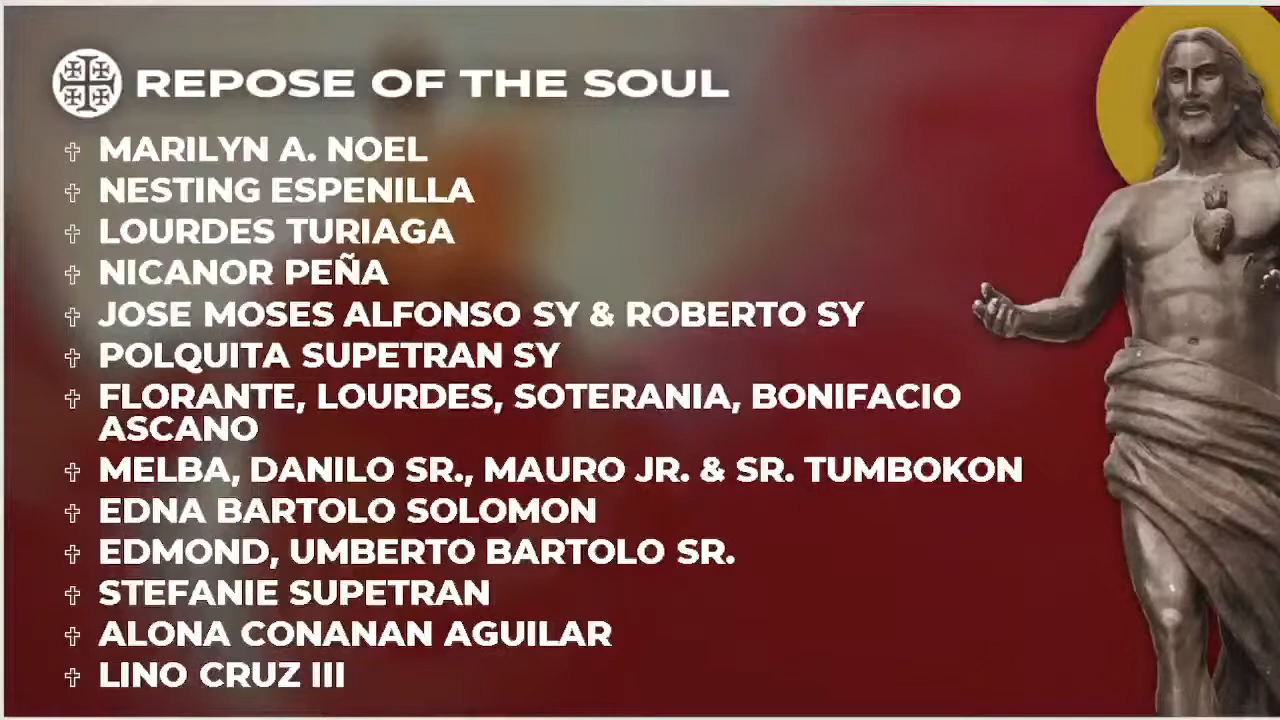 REPOSE OF THE SOUL
MARILYN A. NOEL
NESTING ESPENILLA
LOURDES TURIAGA
NICANOR PEÑA
JOSE MOSES ALFONSO SY & ROBERTO SY
POLQUITA SUPETRAN SY
FLORANTE, LOURDES, SOTERANIA, BONIFACIO
ASCANO
MELBA, DANILO SR., MAURO JR. & SR. TUMBOKON
EDNA BARTOLO SOLOMON
EDMOND, UMBERTO BARTOLO SR.
STEFANIE SUPETRAN
ALONA CONANAN AGUILAR
LINO CRUZ III